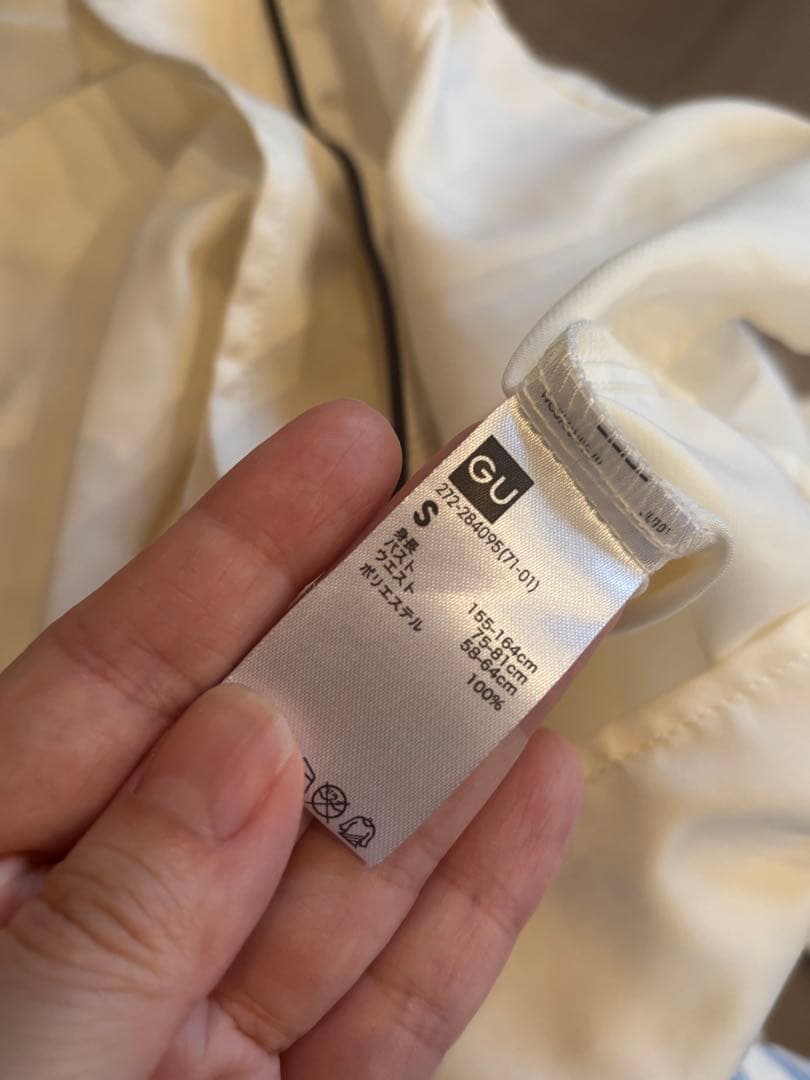 GU
272-284095(71-01)
S
身長 155-164cm
バスト 75-81cm
ウエスト 58-64cm
ポリエステル 100%